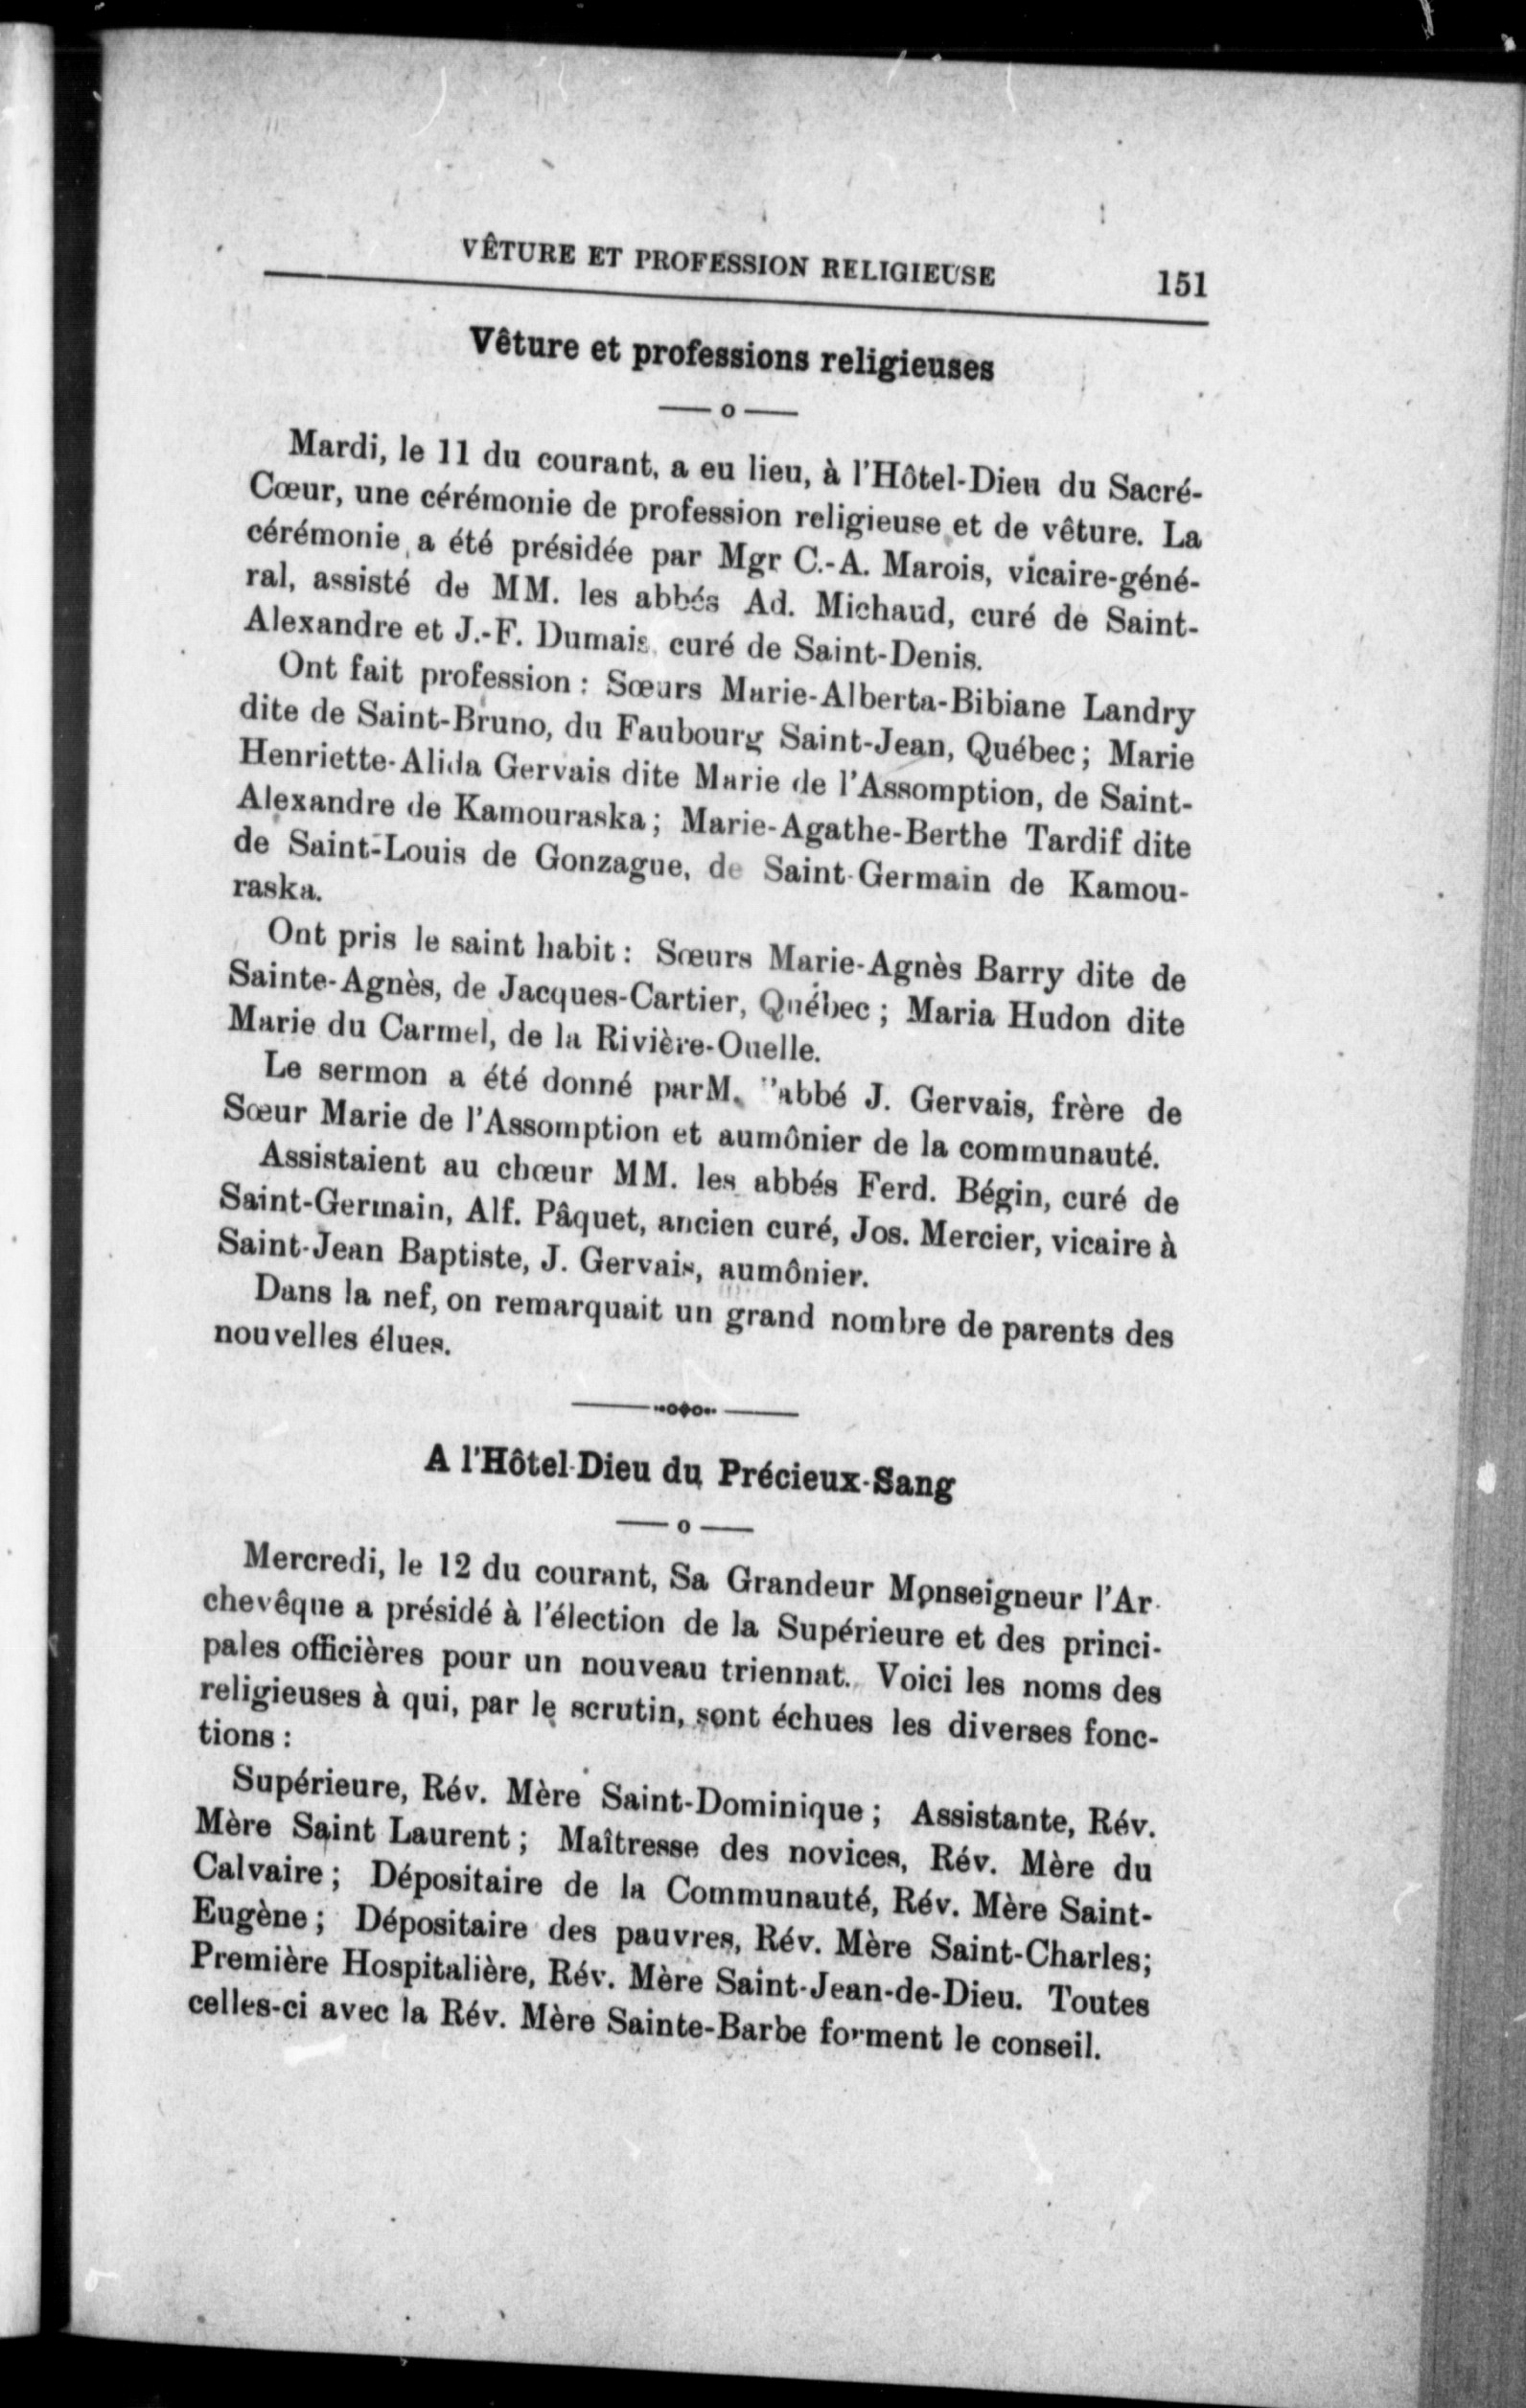 VÊTURE ET PROFESSION RELIGIEUSE 151
Vêture et professions religieuses
— o —
Mardi, le 11 du courant, a eu lieu, à l'Hôtel-Dieu du Sacré-
Cœur, une cérémonie de profession religieuse et de vêture. La
cérémonie a été présidée par Mgr C.-A. Marois, vicaire-géné-
ral, assisté de MM. les abbés Ad. Michaud, curé de Saint-
Alexandre et J.-F. Dumais, curé de Saint-Denis.
Ont fait profession : Sœurs Marie-Alberta-Bibiane Landry
dite de Saint-Bruno, du Faubourg Saint-Jean, Québec ; Marie
Henriette-Alida Gervais dite Marie de l'Assomption, de Saint-
Alexandre de Kamouraska ; Marie-Agathe-Berthe Tardif dite
de Saint-Louis de Gonzague, de Saint-Germain de Kamou-
raska.
Ont pris le saint habit : Sœurs Marie-Agnès Barry dite de
Sainte-Agnès, de Jacques-Cartier, Québec ; Maria Hudon dite
Marie du Carmel, de la Rivière-Ouelle.
Le sermon a été donné par M. l'abbé J. Gervais, frère de
Sœur Marie de l'Assomption et aumônier de la communauté.
Assistaient au chœur MM. les abbés Ferd. Bégin, curé de
Saint-Germain, Alf. Pâquet, ancien curé, Jos. Mercier, vicaire à
Saint-Jean Baptiste, J. Gervais, aumônier.
Dans la nef, on remarquait un grand nombre de parents des
nouvelles élues.
A l'Hôtel-Dieu du Précieux-Sang
— o —
Mercredi, le 12 du courant, Sa Grandeur Monseigneur l'Ar-
chevêque a présidé à l'élection de la Supérieure et des princi-
pales officières pour un nouveau triennat. Voici les noms des
religieuses à qui, par le scrutin, sont échues les diverses fonc-
tions :
Supérieure, Rév. Mère Saint-Dominique ; Assistante, Rév.
Mère Saint Laurent ; Maîtresse des novices, Rév. Mère du
Calvaire ; Dépositaire de la Communauté, Rév. Mère Saint-
Eugène ; Dépositaire des pauvres, Rév. Mère Saint-Charles ;
Première Hospitalière, Rév. Mère Saint-Jean-de-Dieu. Toutes
celles-ci avec la Rév. Mère Sainte-Barbe forment le conseil.